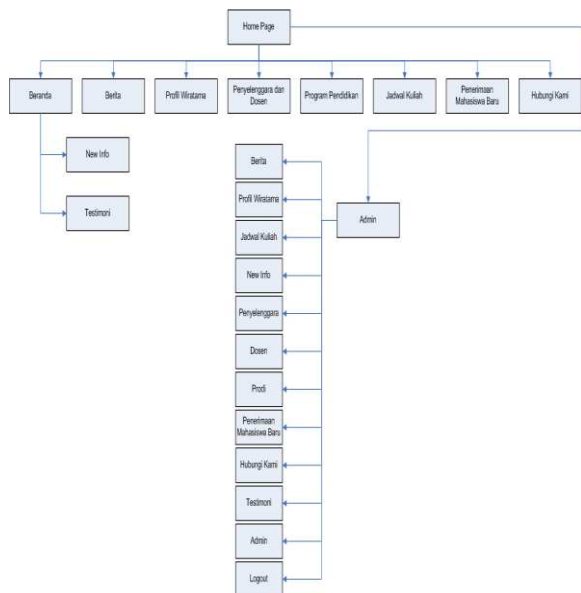 Home Page
Beranda
Berita
Profil Wiratama
Penyelenggara dan
Dosen
Program Pendidikan
Jadwal Kuliah
Penerimaan
Mahasiswa Baru
Hubungi Kami
New Info
Testimoni
Admin
Berita
Profil Wiratama
Jadwal Kuliah
New Info
Penyelenggara
Dosen
Prodi
Penerimaan
Mahasiswa Baru
Hubungi Kami
Testimoni
Admin
Logout